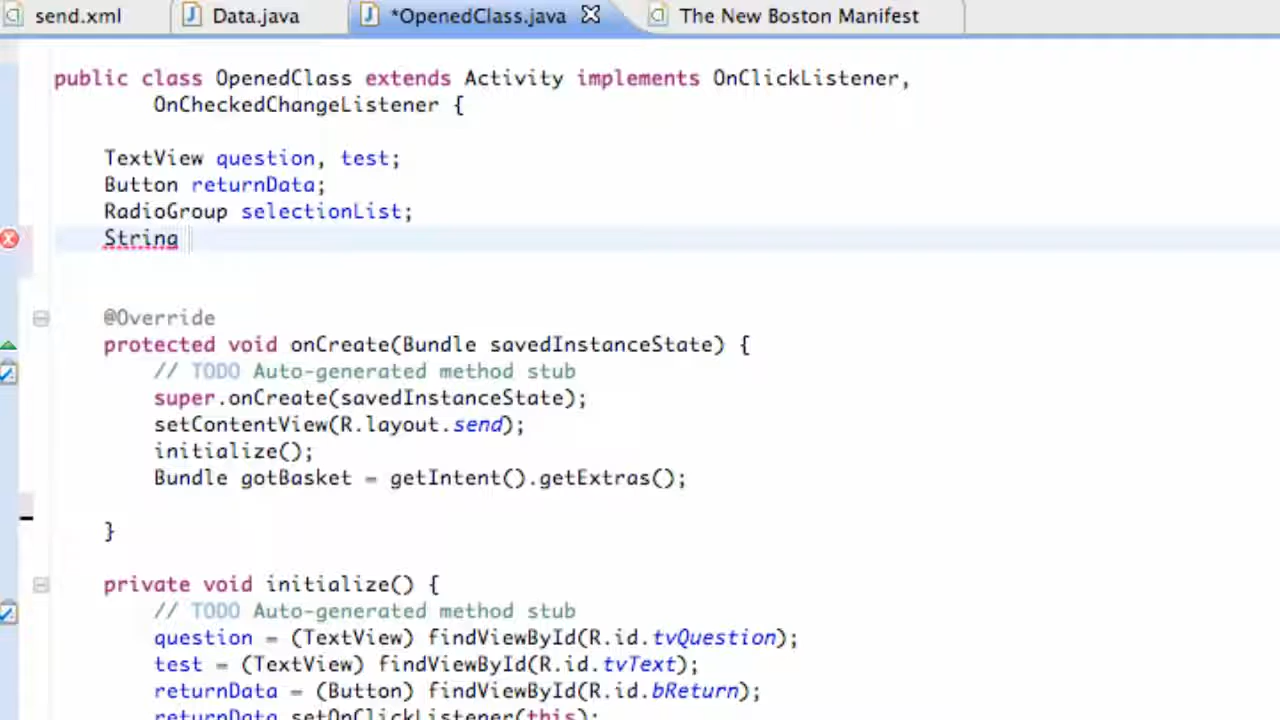 send.xml Data.java *OpenedClass.java The New Boston Manifest
public class OpenedClass extends Activity implements OnClickListener,
OnCheckedChangeListener {
TextView question, test;
Button returnData;
RadioGroup selectionList;
String
@Override
protected void onCreate(Bundle savedInstanceState) {
// TODO Auto-generated method stub
super.onCreate(savedInstanceState);
setContentView(R.layout.send);
initialize();
Bundle gotBasket = getIntent().getExtras();
}
private void initialize() {
// TODO Auto-generated method stub
question = (TextView) findViewById(R.id.tvQuestion);
test = (TextView) findViewById(R.id.tvText);
returnData = (Button) findViewById(R.id.bReturn);
returnData.setOnClickListener(this);